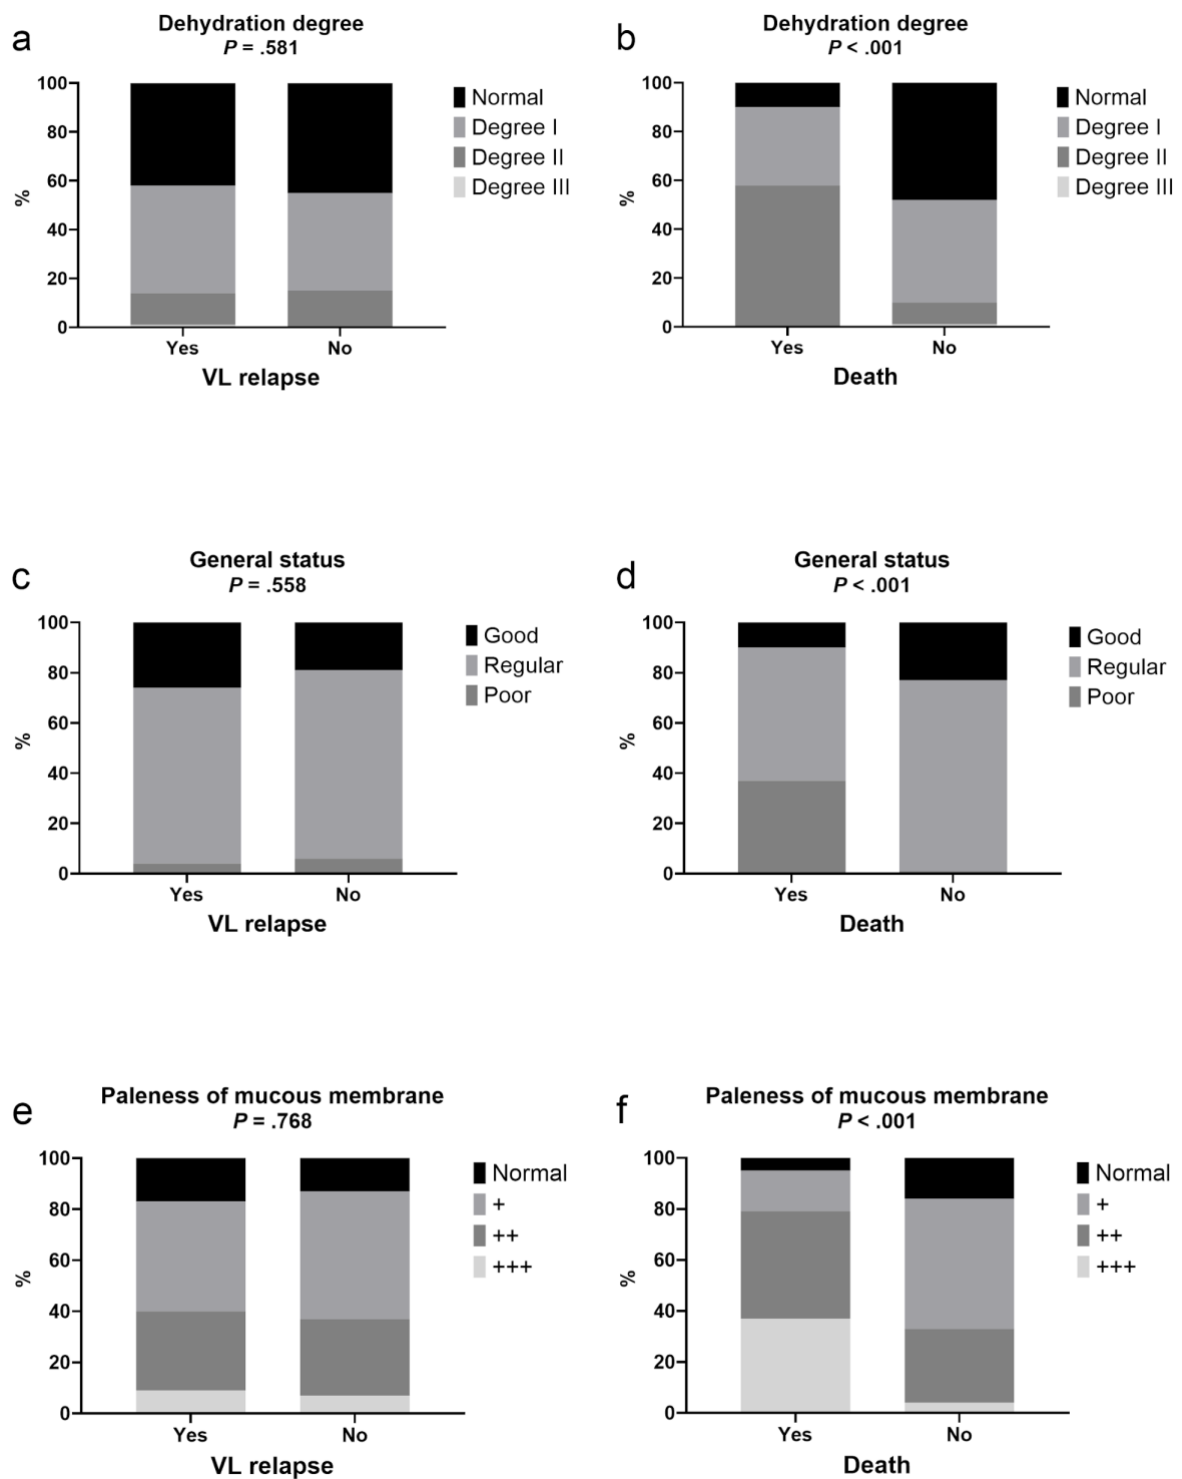 a
Dehydration degree
P = .581
100
80
60
40
20
0
%
Yes
No
VL relapse
Normal
Degree I
Degree II
Degree III
b
Dehydration degree
P < .001
100
80
60
40
20
0
%
Yes
No
Death
Normal
Degree I
Degree II
Degree III
c
General status
P = .558
100
80
60
40
20
0
%
Yes
No
VL relapse
Good
Regular
Poor
d
General status
P < .001
100
80
60
40
20
0
%
Yes
No
Death
Good
Regular
Poor
e
Paleness of mucous membrane
P = .768
100
80
60
40
20
0
%
Yes
No
VL relapse
Normal
+
++
+++
f
Paleness of mucous membrane
P < .001
100
80
60
40
20
0
%
Yes
No
Death
Normal
+
++
+++